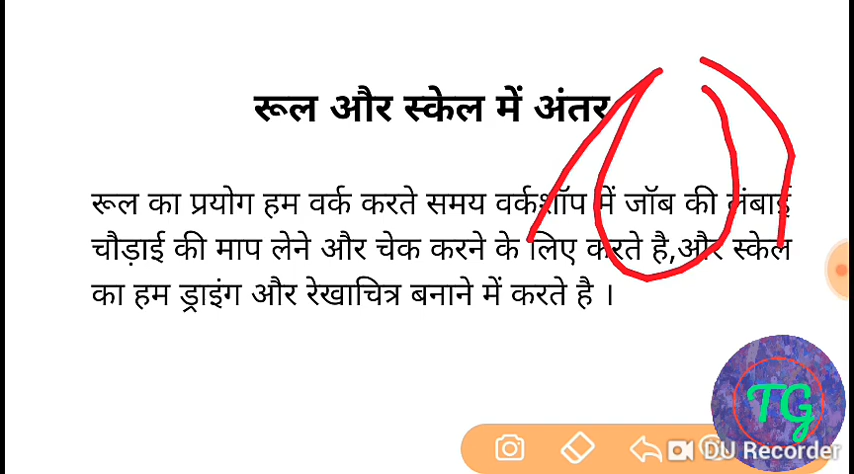 रूल और स्केल में अंतर
रूल का प्रयोग हम वर्क करते समय वर्कशॉप में जॉब की लंबाई
चौड़ाई की माप लेने और चेक करने के लिए करते है,और स्केल
का हम ड्राइंग और रेखाचित्र बनाने में करते है ।
TG
DU Recorder